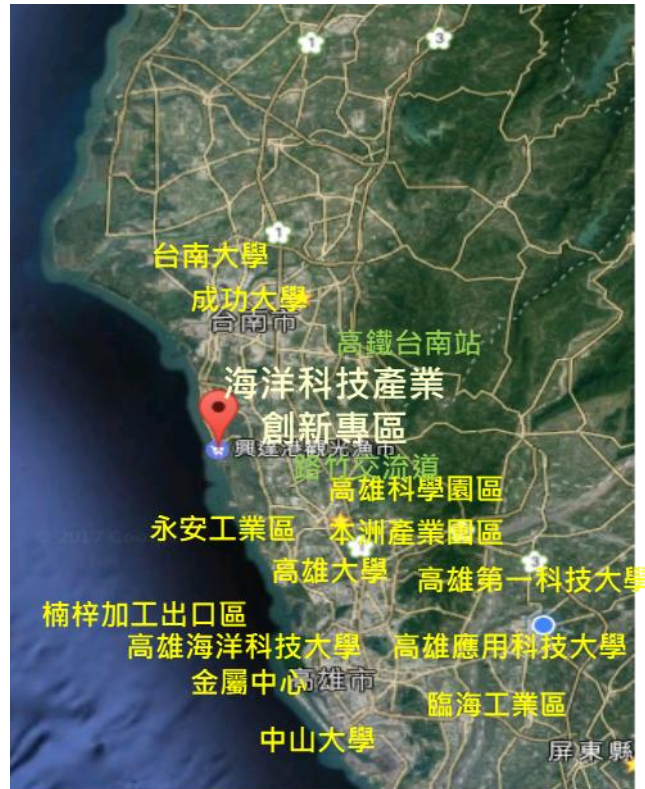 1
3
1
台南大學
成功大學
台南市
高鐵台南站
海洋科技產業
創新專區
興達港觀光漁市
路竹交流道
高雄科學園區
永安工業區
本洲產業園區
高雄大學
高雄第一科技大學
楠梓加工出口區
高雄海洋科技大學
高雄應用科技大學
金屬中心
高雄市
臨海工業區
中山大學
屏東縣